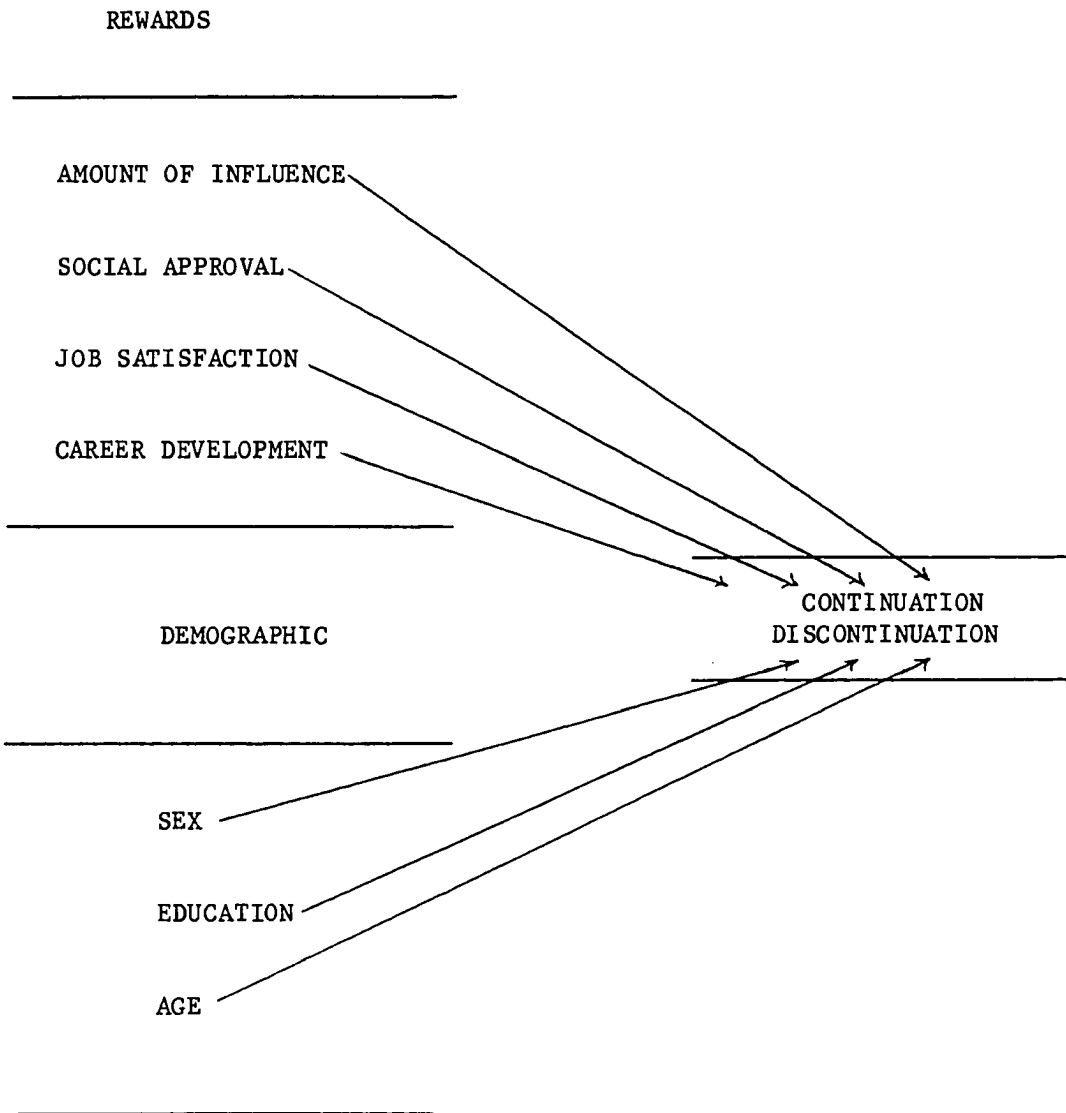 REWARDS
AMOUNT OF INFLUENCE
SOCIAL APPROVAL
JOB SATISFACTION
CAREER DEVELOPMENT
DEMOGRAPHIC
CONTINUATION
DISCONTINUATION
SEX
EDUCATION
AGE